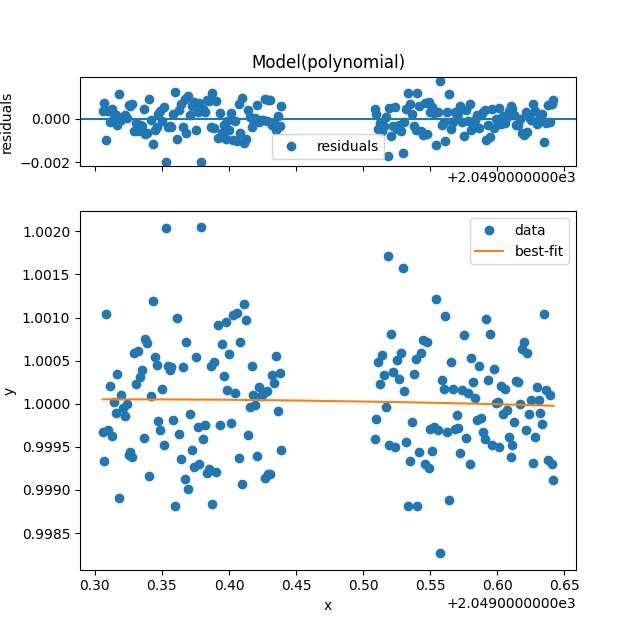 Model(polynomial)
residuals
0.000
−0.002
residuals
+2.0490000000e3
y
1.0020
1.0015
1.0010
1.0005
1.0000
0.9995
0.9990
0.9985
data
best-fit
0.30 0.35 0.40 0.45 0.50 0.55 0.60 0.65
x
+2.0490000000e3